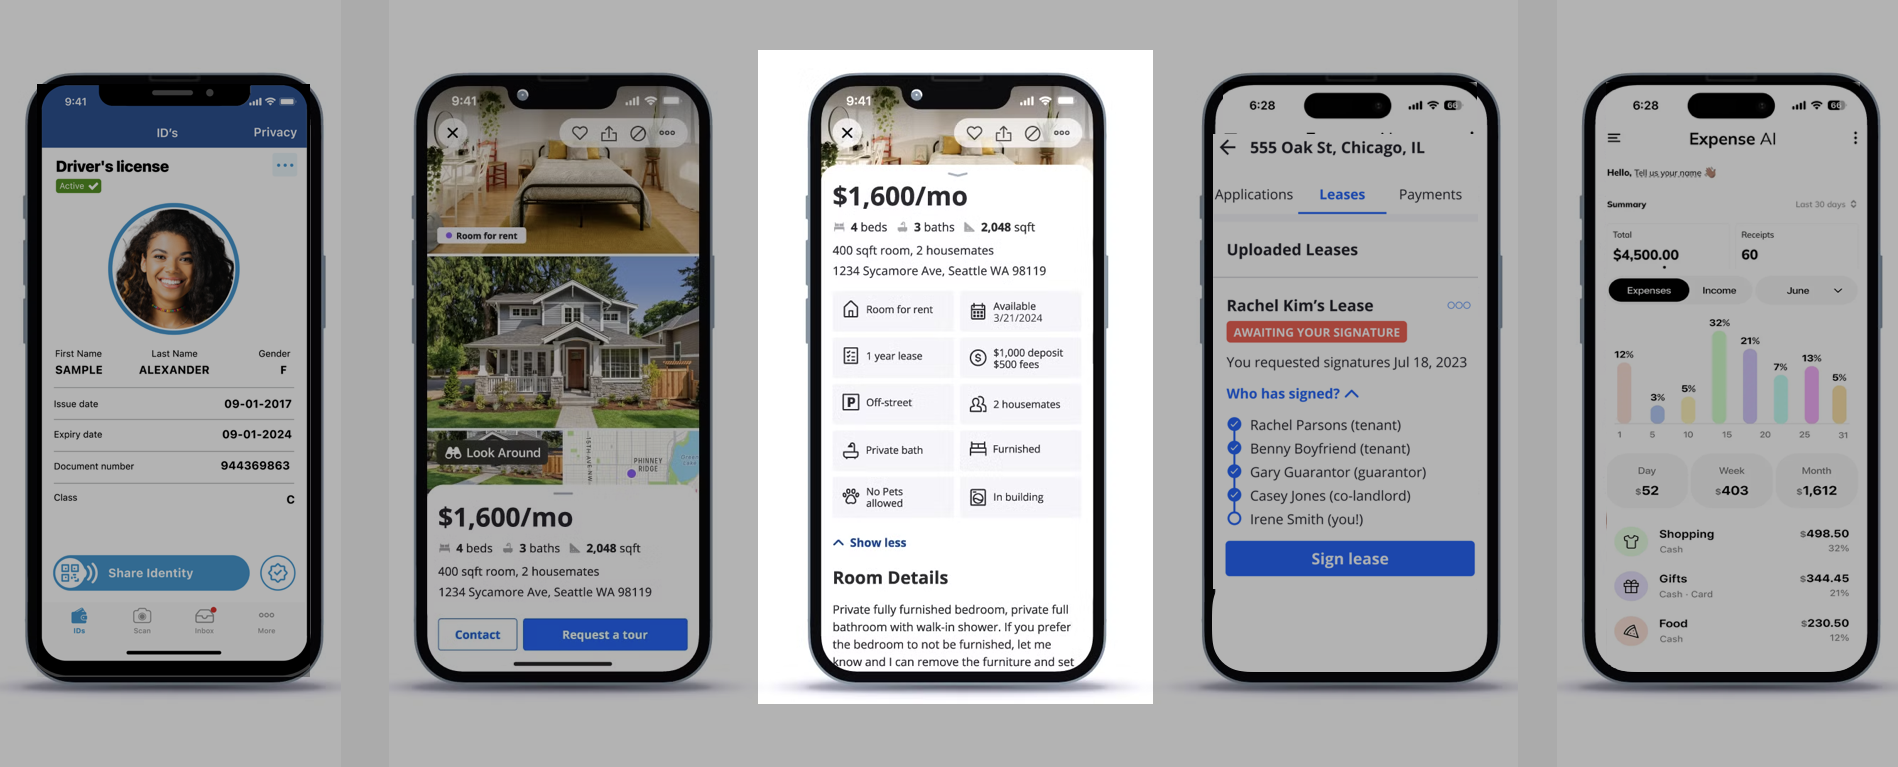 9:41
ID's
Privacy
Driver's license
Active
First Name
Last Name
Gender
SAMPLE
ALEXANDER
F
Issue date
09-01-2017
Expiry date
09-01-2024
Document number
944369863
Class
C
Share Identity
IDs
Scan
Inbox
More
9:41
Room for rent
Look Around
PHINNEY
RIDGE
$1,600/mo
4 beds 3 baths 2,048 sqft
400 sqft room, 2 housemates
1234 Sycamore Ave, Seattle WA 98119
Contact
Request a tour
9:41
$1,600/mo
4 beds 3 baths 2,048 sqft
400 sqft room, 2 housemates
1234 Sycamore Ave, Seattle WA 98119
Room for rent
Available
3/21/2024
1 year lease
$1,000 deposit
$500 fees
P
Off-street
2 housemates
Private bath
Furnished
No Pets
allowed
In building
Show less
Room Details
Private fully furnished bedroom, private full
bathroom with walk-in shower. If you prefer
the bedroom to not be furnished, let me
know and I can remove the furniture and set
6:28
66
555 Oak St, Chicago, IL
Applications
Leases
Payments
Uploaded Leases
Rachel Kim's Lease
AWAITING YOUR SIGNATURE
You requested signatures Jul 18, 2023
Who has signed?
Rachel Parsons (tenant)
Benny Boyfriend (tenant)
Gary Guarantor (guarantor)
Casey Jones (co-landlord)
Irene Smith (you!)
Sign lease
6:28
66
Expense AI
Hello, Tell us your name
Summary
Last 30 days
Total
$4,500.00
Receipts
60
Expenses
Income
June
12%
3%
5%
32%
21%
7%
13%
5%
1 5 10 15 20 25 31
Day
$52
Week
$403
Month
$1,612
Shopping
$498.50
Cash
32%
Gifts
$344.45
Cash · Card
21%
Food
$230.50
Cash
12%